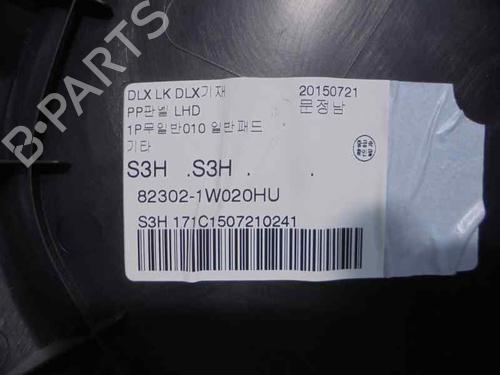 B-PARTS
DLX LK DLX기재 20150721
PP판넬 LHD 문정남
1P무일반010 일반패드
기타
S3H .S3H . .
82302-1W020HU
S3H 171C1507210241